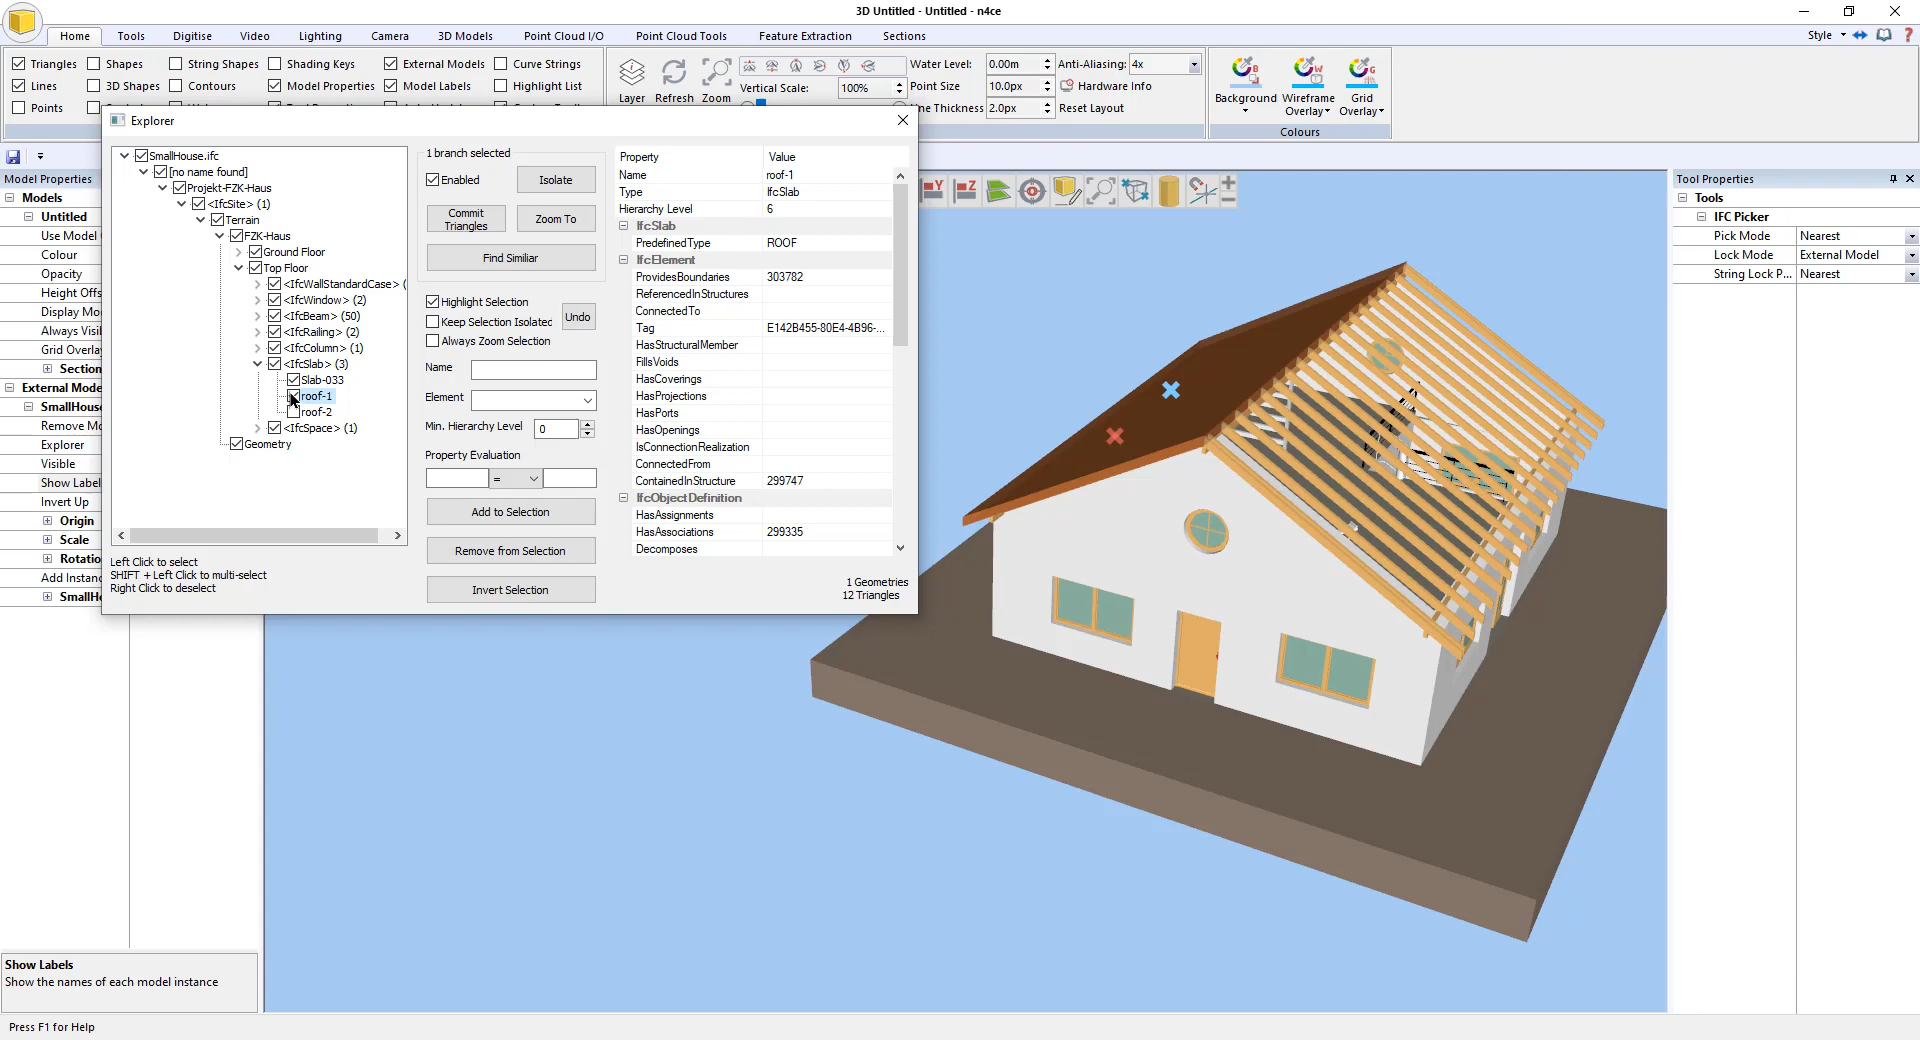 3D Untitled - Untitled - n4ce
Home Tools Digitise Video Lighting Camera 3D Models Point Cloud I/O Point Cloud Tools Feature Extraction Sections Style
Triangles Shapes String Shapes Shading Keys External Models Curve Strings
Lines 3D Shapes Contours Model Properties Model Labels Highlight List
Points
Layer Refresh Zoom
Vertical Scale: 100%
Water Level: 0.00m Anti-Aliasing: 4x
Point Size 10.0px Hardware Info
ine Thickness 2.0px Reset Layout
Background Wireframe Overlay Grid Overlay
Colours
Explorer
SmallHouse.ifc
[no name found]
Projekt-FZK-Haus
<IfcSite> (1)
Terrain
FZK-Haus
Ground Floor
Top Floor
<IfcWallStandardCase> (
<IfcWindow> (2)
<IfcBeam> (50)
<IfcRailing> (2)
<IfcColumn> (1)
<IfcSlab> (3)
Slab-033
roof-1
roof-2
<IfcSpace> (1)
Geometry
Left Click to select
SHIFT + Left Click to multi-select
Right Click to deselect
1 branch selected
Enabled Isolate
Commit Triangles Zoom To
Find Similiar
Highlight Selection
Keep Selection Isolated Undo
Always Zoom Selection
Name
Element
Min. Hierarchy Level 0
Property Evaluation
=
Add to Selection
Remove from Selection
Invert Selection
Property Value
Name roof-1
Type IfcSlab
Hierarchy Level 6
IfcSlab
PredefinedType ROOF
IfcElement
ProvidesBoundaries 303782
ReferencedInStructures
ConnectedTo
Tag E142B455-80E4-4B96-...
HasStructuralMember
FillsVoids
HasCoverings
HasProjections
HasPorts
HasOpenings
IsConnectionRealization
ConnectedFrom
ContainedInStructure 299747
IfcObjectDefinition
HasAssignments
HasAssociations 299335
Decomposes
1 Geometries
12 Triangles
Model Properties
Models
Untitled
Use Model
Colour
Opacity
Height Offs
Display Mo
Always Visi
Grid Overla
Section
External Mode
SmallHouse
Remove Mo
Explorer
Visible
Show Label
Invert Up
Origin
Scale
Rotatio
Add Instanc
SmallHo
Show Labels
Show the names of each model instance
Press F1 for Help
Y Z
Tool Properties
Tools
IFC Picker
Pick Mode Nearest
Lock Mode External Model
String Lock P... Nearest